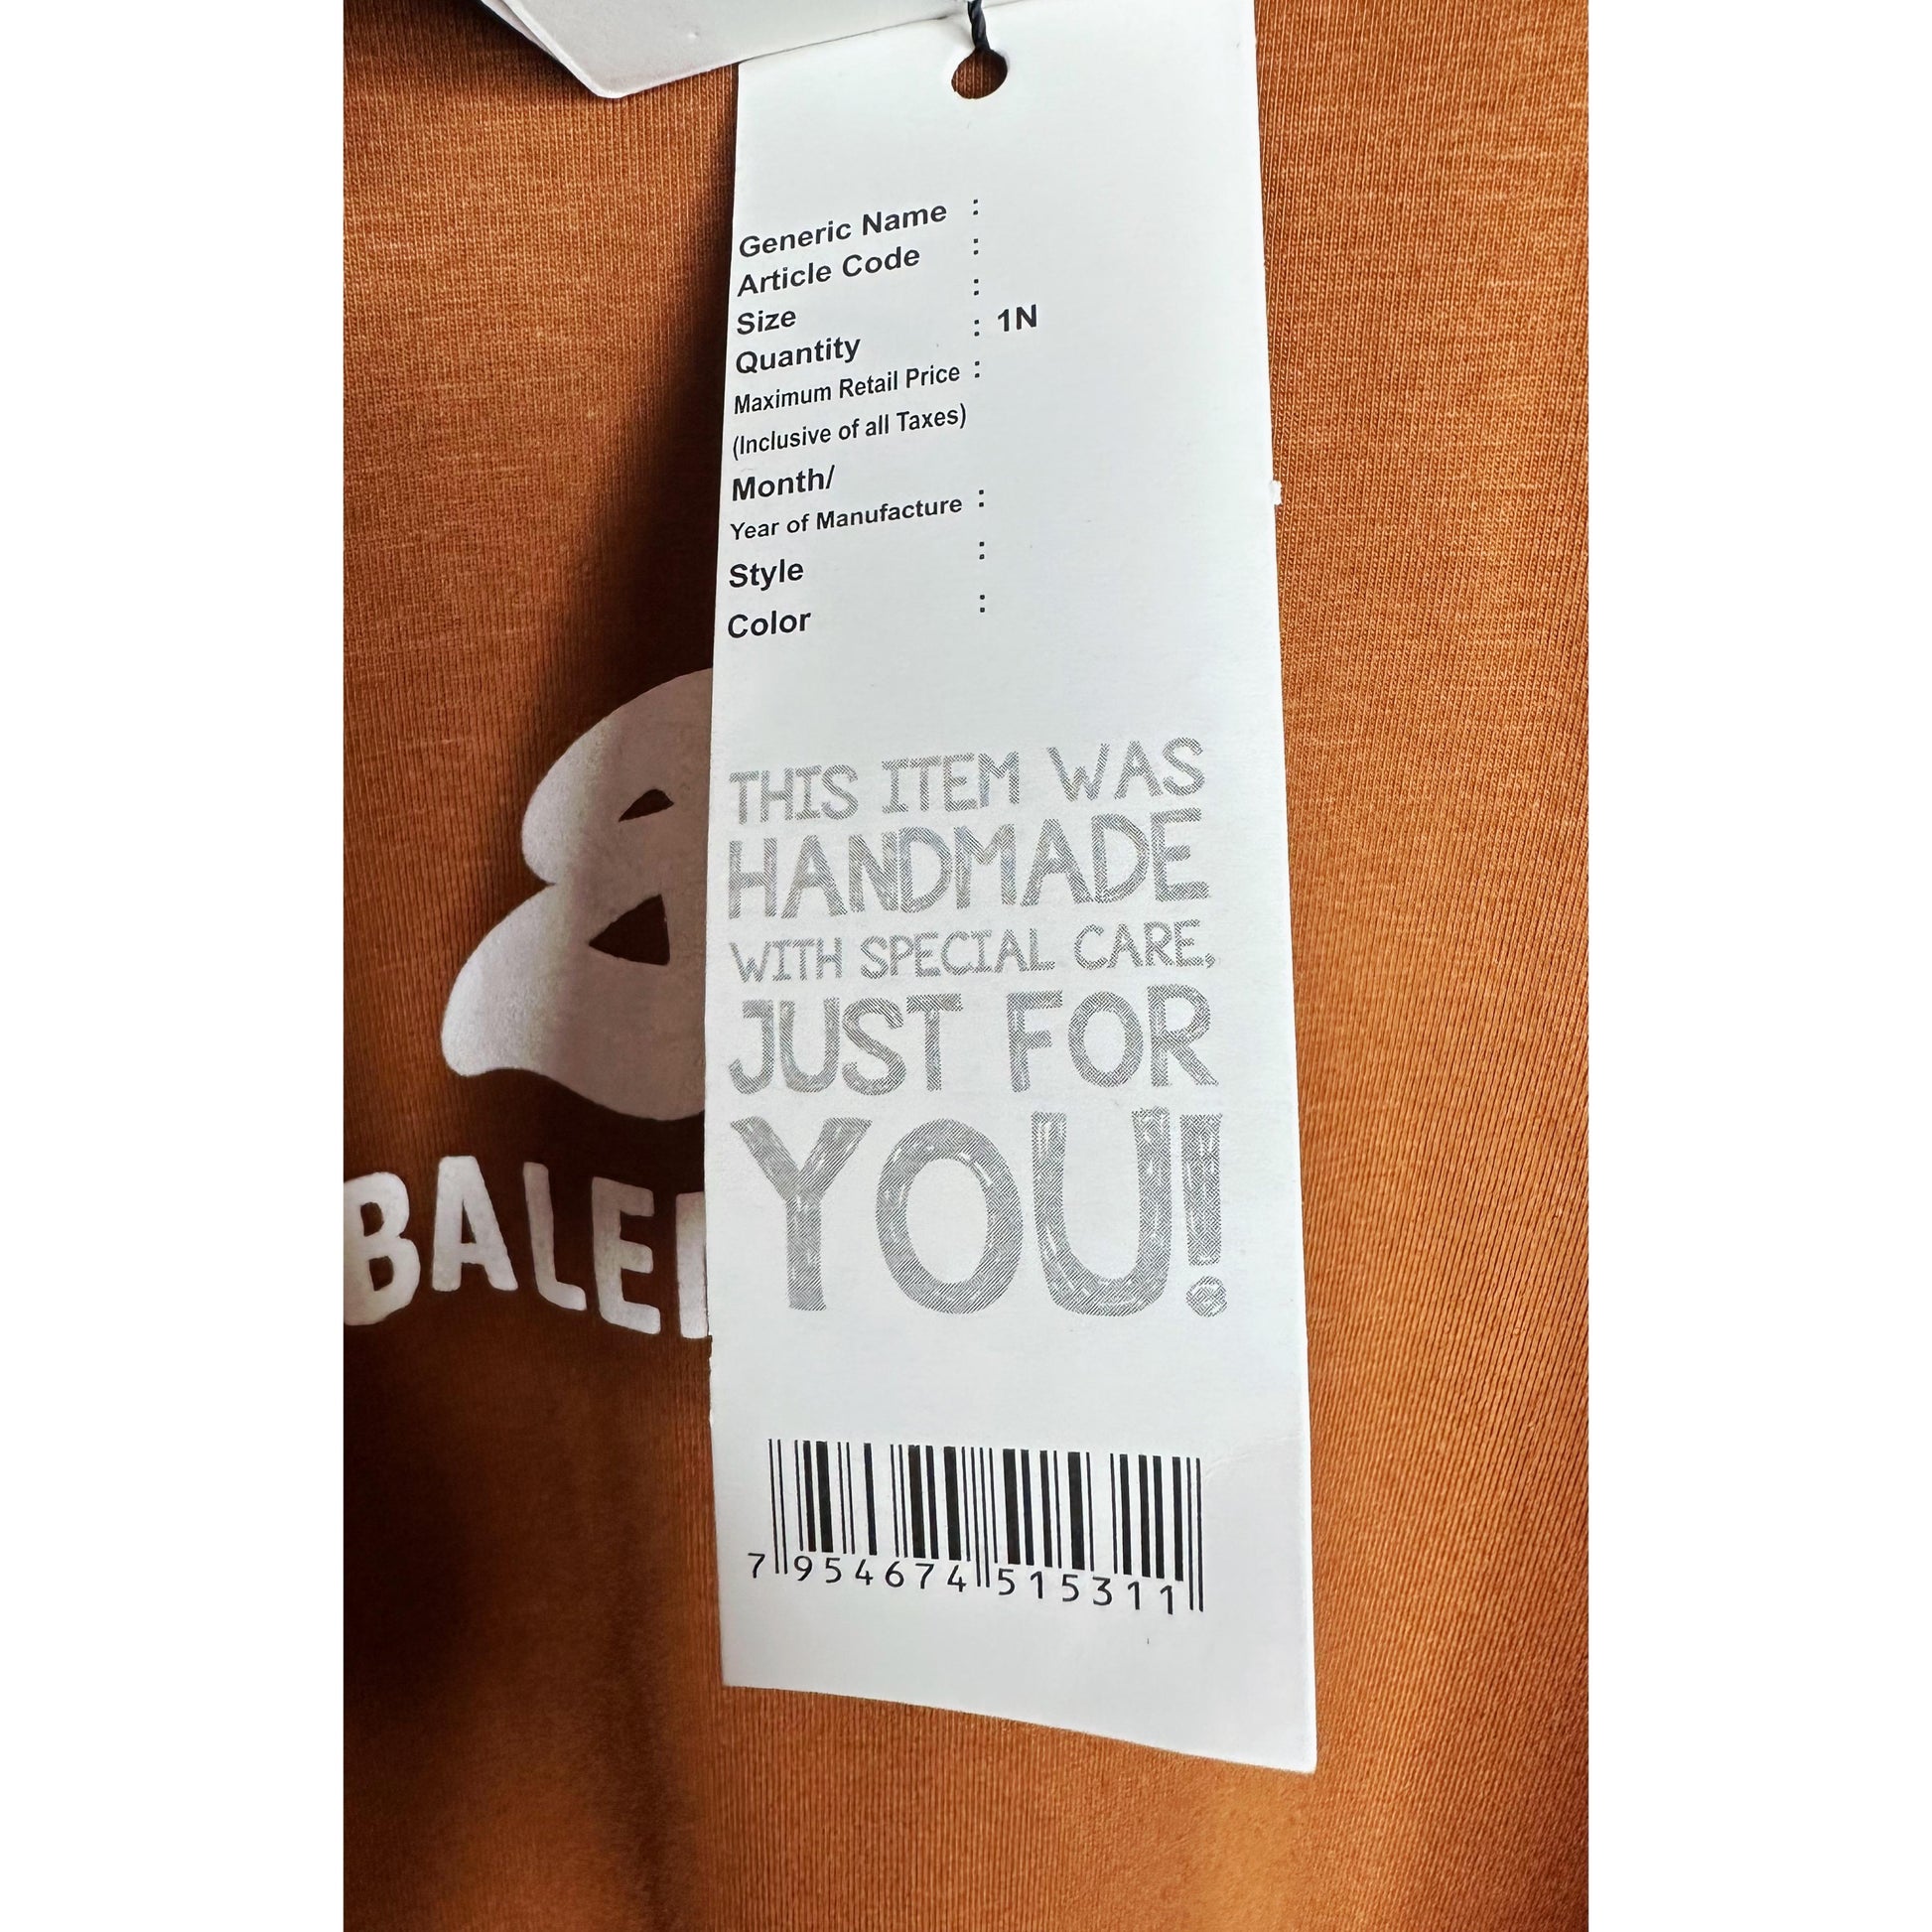 Generic Name :
Article Code :
Size :
Quantity : 1N
Maximum Retail Price :
(Inclusive of all Taxes)
Month/
Year of Manufacture :
Style :
Color :
THIS ITEM WAS
HANDMADE
WITH SPECIAL CARE,
JUST FOR
YOU!
BALE
7 954674 515311